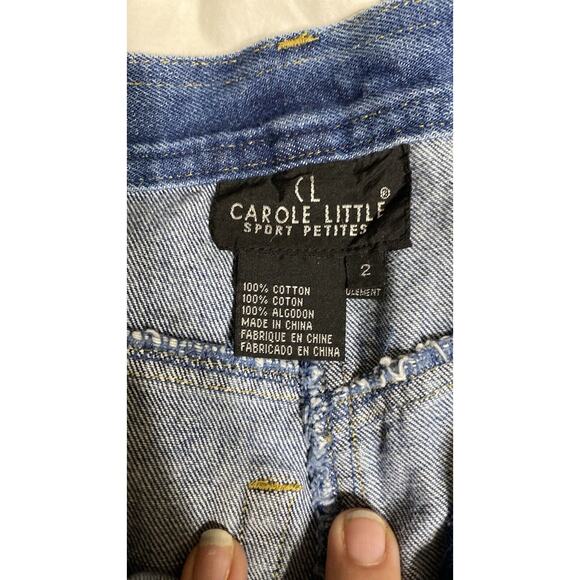 CL
CAROLE LITTLE ®
SPORT PETITES
2
100% COTTON
100% COTON
100% ALGODON
MADE IN CHINA
FABRIQUE EN CHINE
FABRICADO EN CHINA